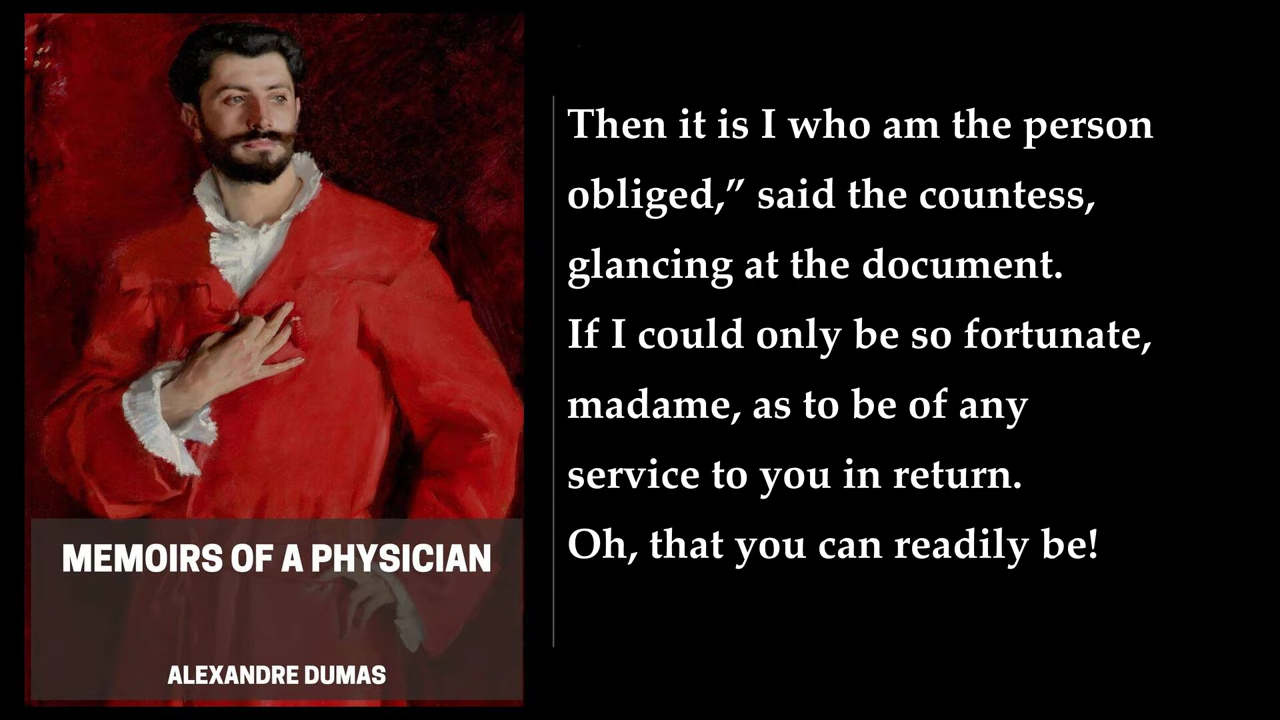 Then it is I who am the person
obliged,” said the countess,
glancing at the document.
If I could only be so fortunate,
madame, as to be of any
service to you in return.
Oh, that you can readily be!
MEMOIRS OF A PHYSICIAN
ALEXANDRE DUMAS